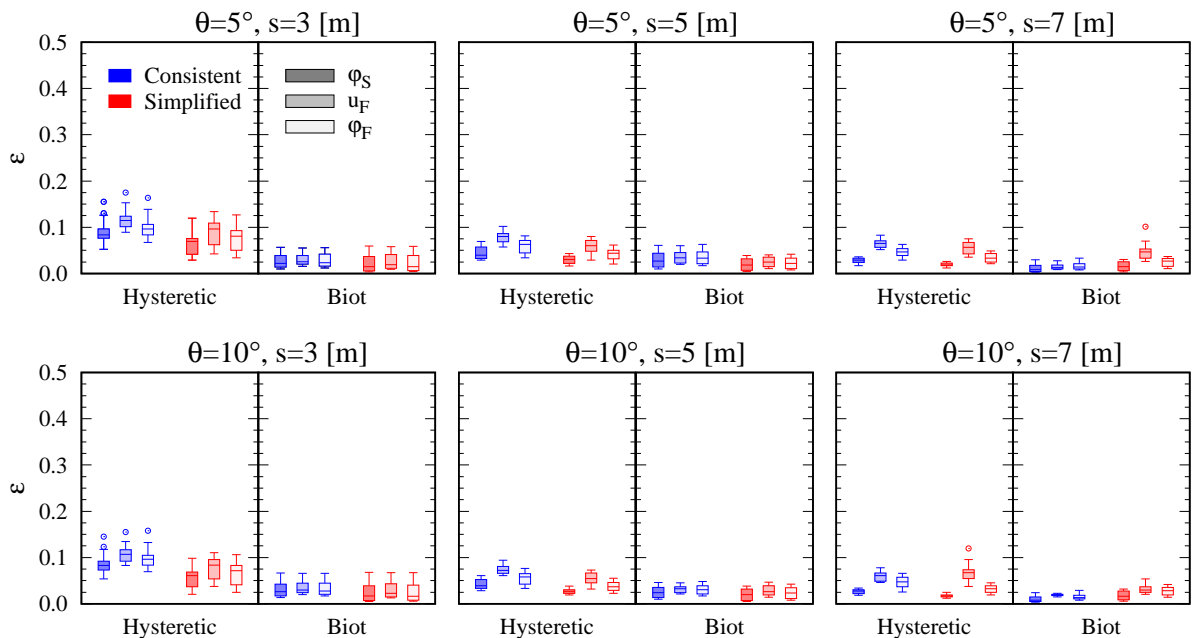 θ=5°, s=3 [m] θ=5°, s=5 [m] θ=5°, s=7 [m]
0.5
0.4
0.3
0.2
0.1
0.0
ε
Consistent
Simplified
φS
uF
φF
Hysteretic Biot Hysteretic Biot Hysteretic Biot
θ=10°, s=3 [m] θ=10°, s=5 [m] θ=10°, s=7 [m]
0.5
0.4
0.3
0.2
0.1
0.0
ε
Hysteretic Biot Hysteretic Biot Hysteretic Biot